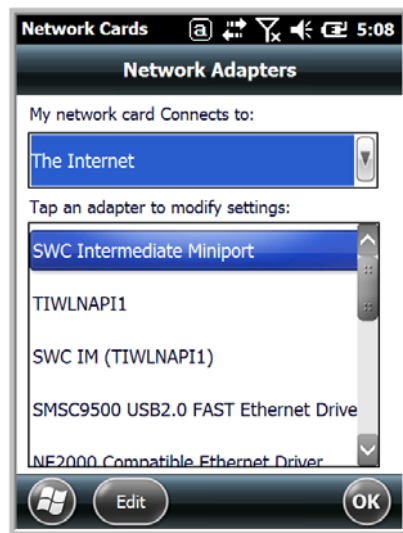 Network Cards a 5:08
Network Adapters
My network card Connects to:
The Internet
Tap an adapter to modify settings:
SWC Intermediate Miniport
TIWLNAPI1
SWC IM (TIWLNAPI1)
SMSC9500 USB2.0 FAST Ethernet Drive
NE2000 Compatible Ethernet Driver
Edit OK